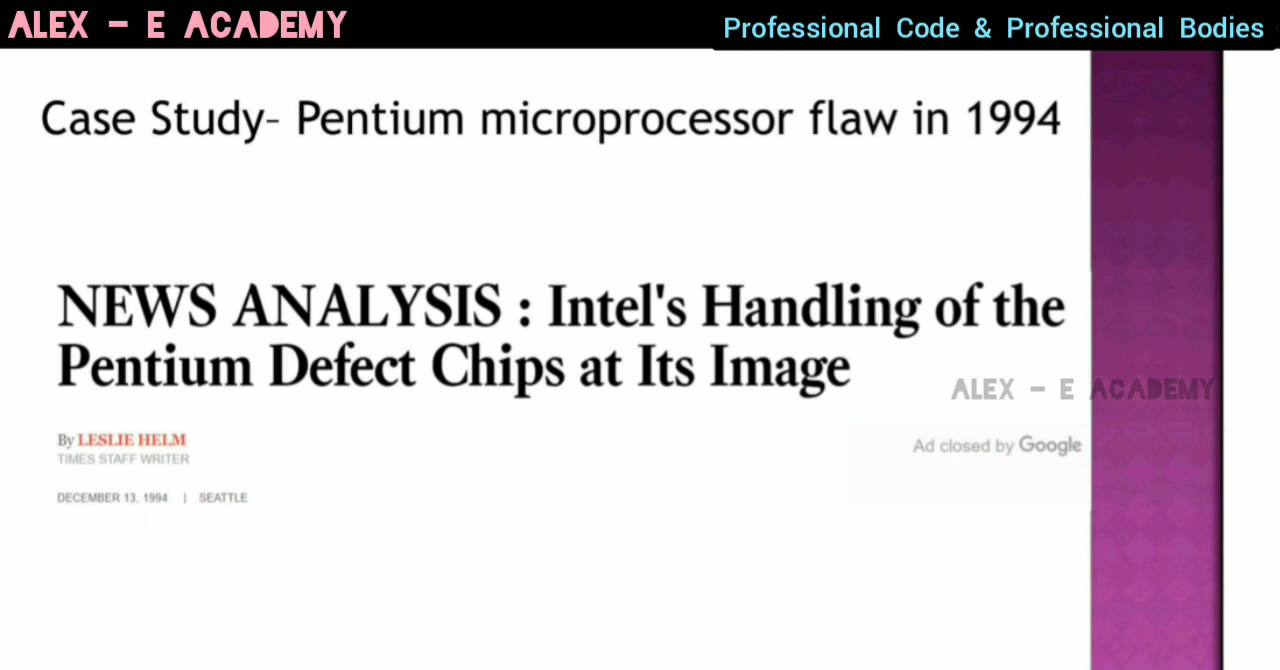 ALEX - E ACADEMY
Professional Code & Professional Bodies
Case Study– Pentium microprocessor flaw in 1994
NEWS ANALYSIS : Intel's Handling of the
Pentium Defect Chips at Its Image
ALEX - E ACADEMY
By LESLIE HELM
Ad closed by Google
TIMES STAFF WRITER
DECEMBER 13, 1994 | SEATTLE